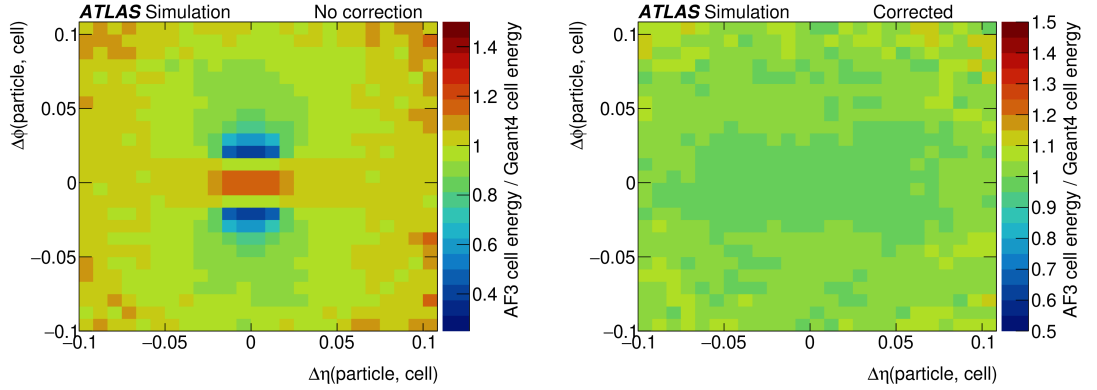 ATLAS Simulation No correction
Δφ(particle, cell)
0.1
0.05
0
−0.05
−0.1
−0.1 −0.05 0 0.05 0.1
Δη(particle, cell)
1.4
1.2
1
0.8
0.6
0.4
AF3 cell energy / Geant4 cell energy
ATLAS Simulation Corrected
Δφ(particle, cell)
0.1
0.05
0
−0.05
−0.1
−0.1 −0.05 0 0.05 0.1
Δη(particle, cell)
1.5
1.4
1.3
1.2
1.1
1
0.9
0.8
0.7
0.6
0.5
AF3 cell energy / Geant4 cell energy